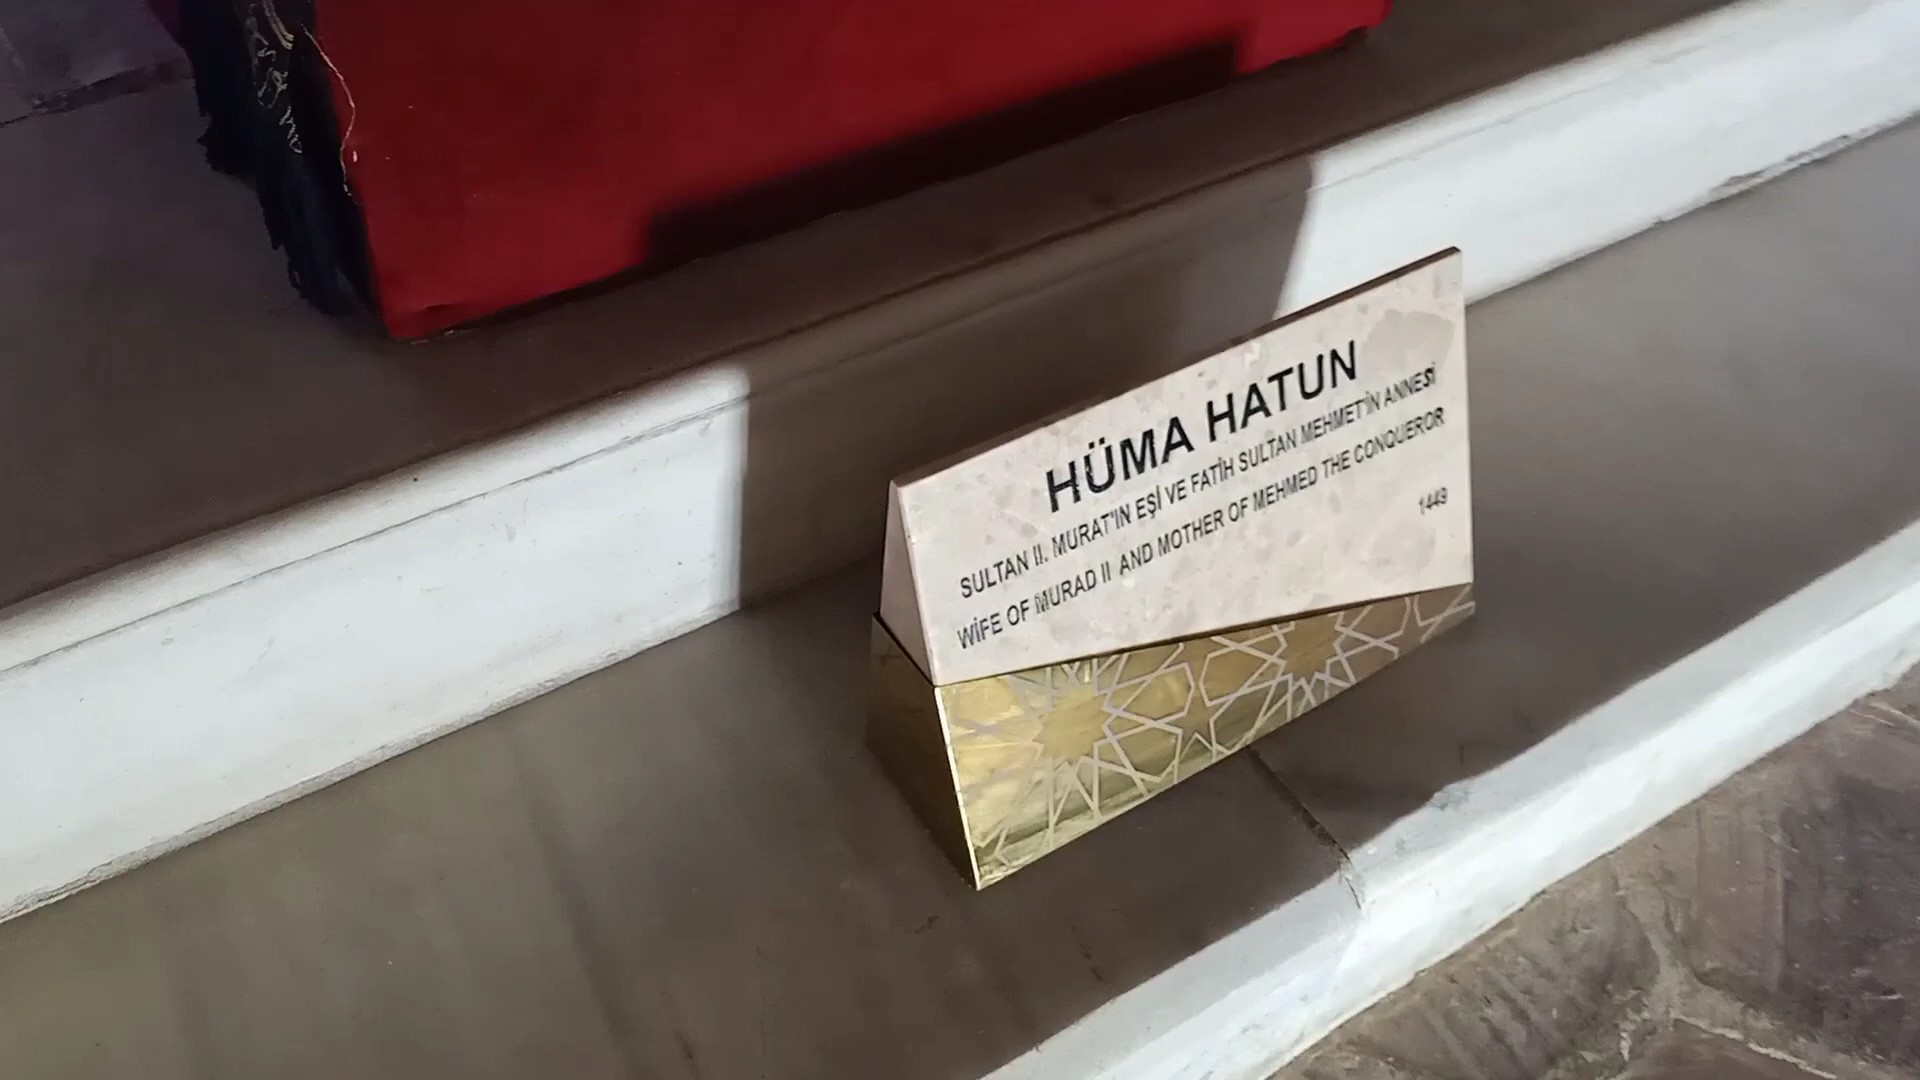 HÜMA HATUN
SULTAN II. MURAT'IN EŞİ VE FATİH SULTAN MEHMET'İN ANNESİ
WİFE OF MURAD II AND MOTHER OF MEHMED THE CONQUEROR
1449